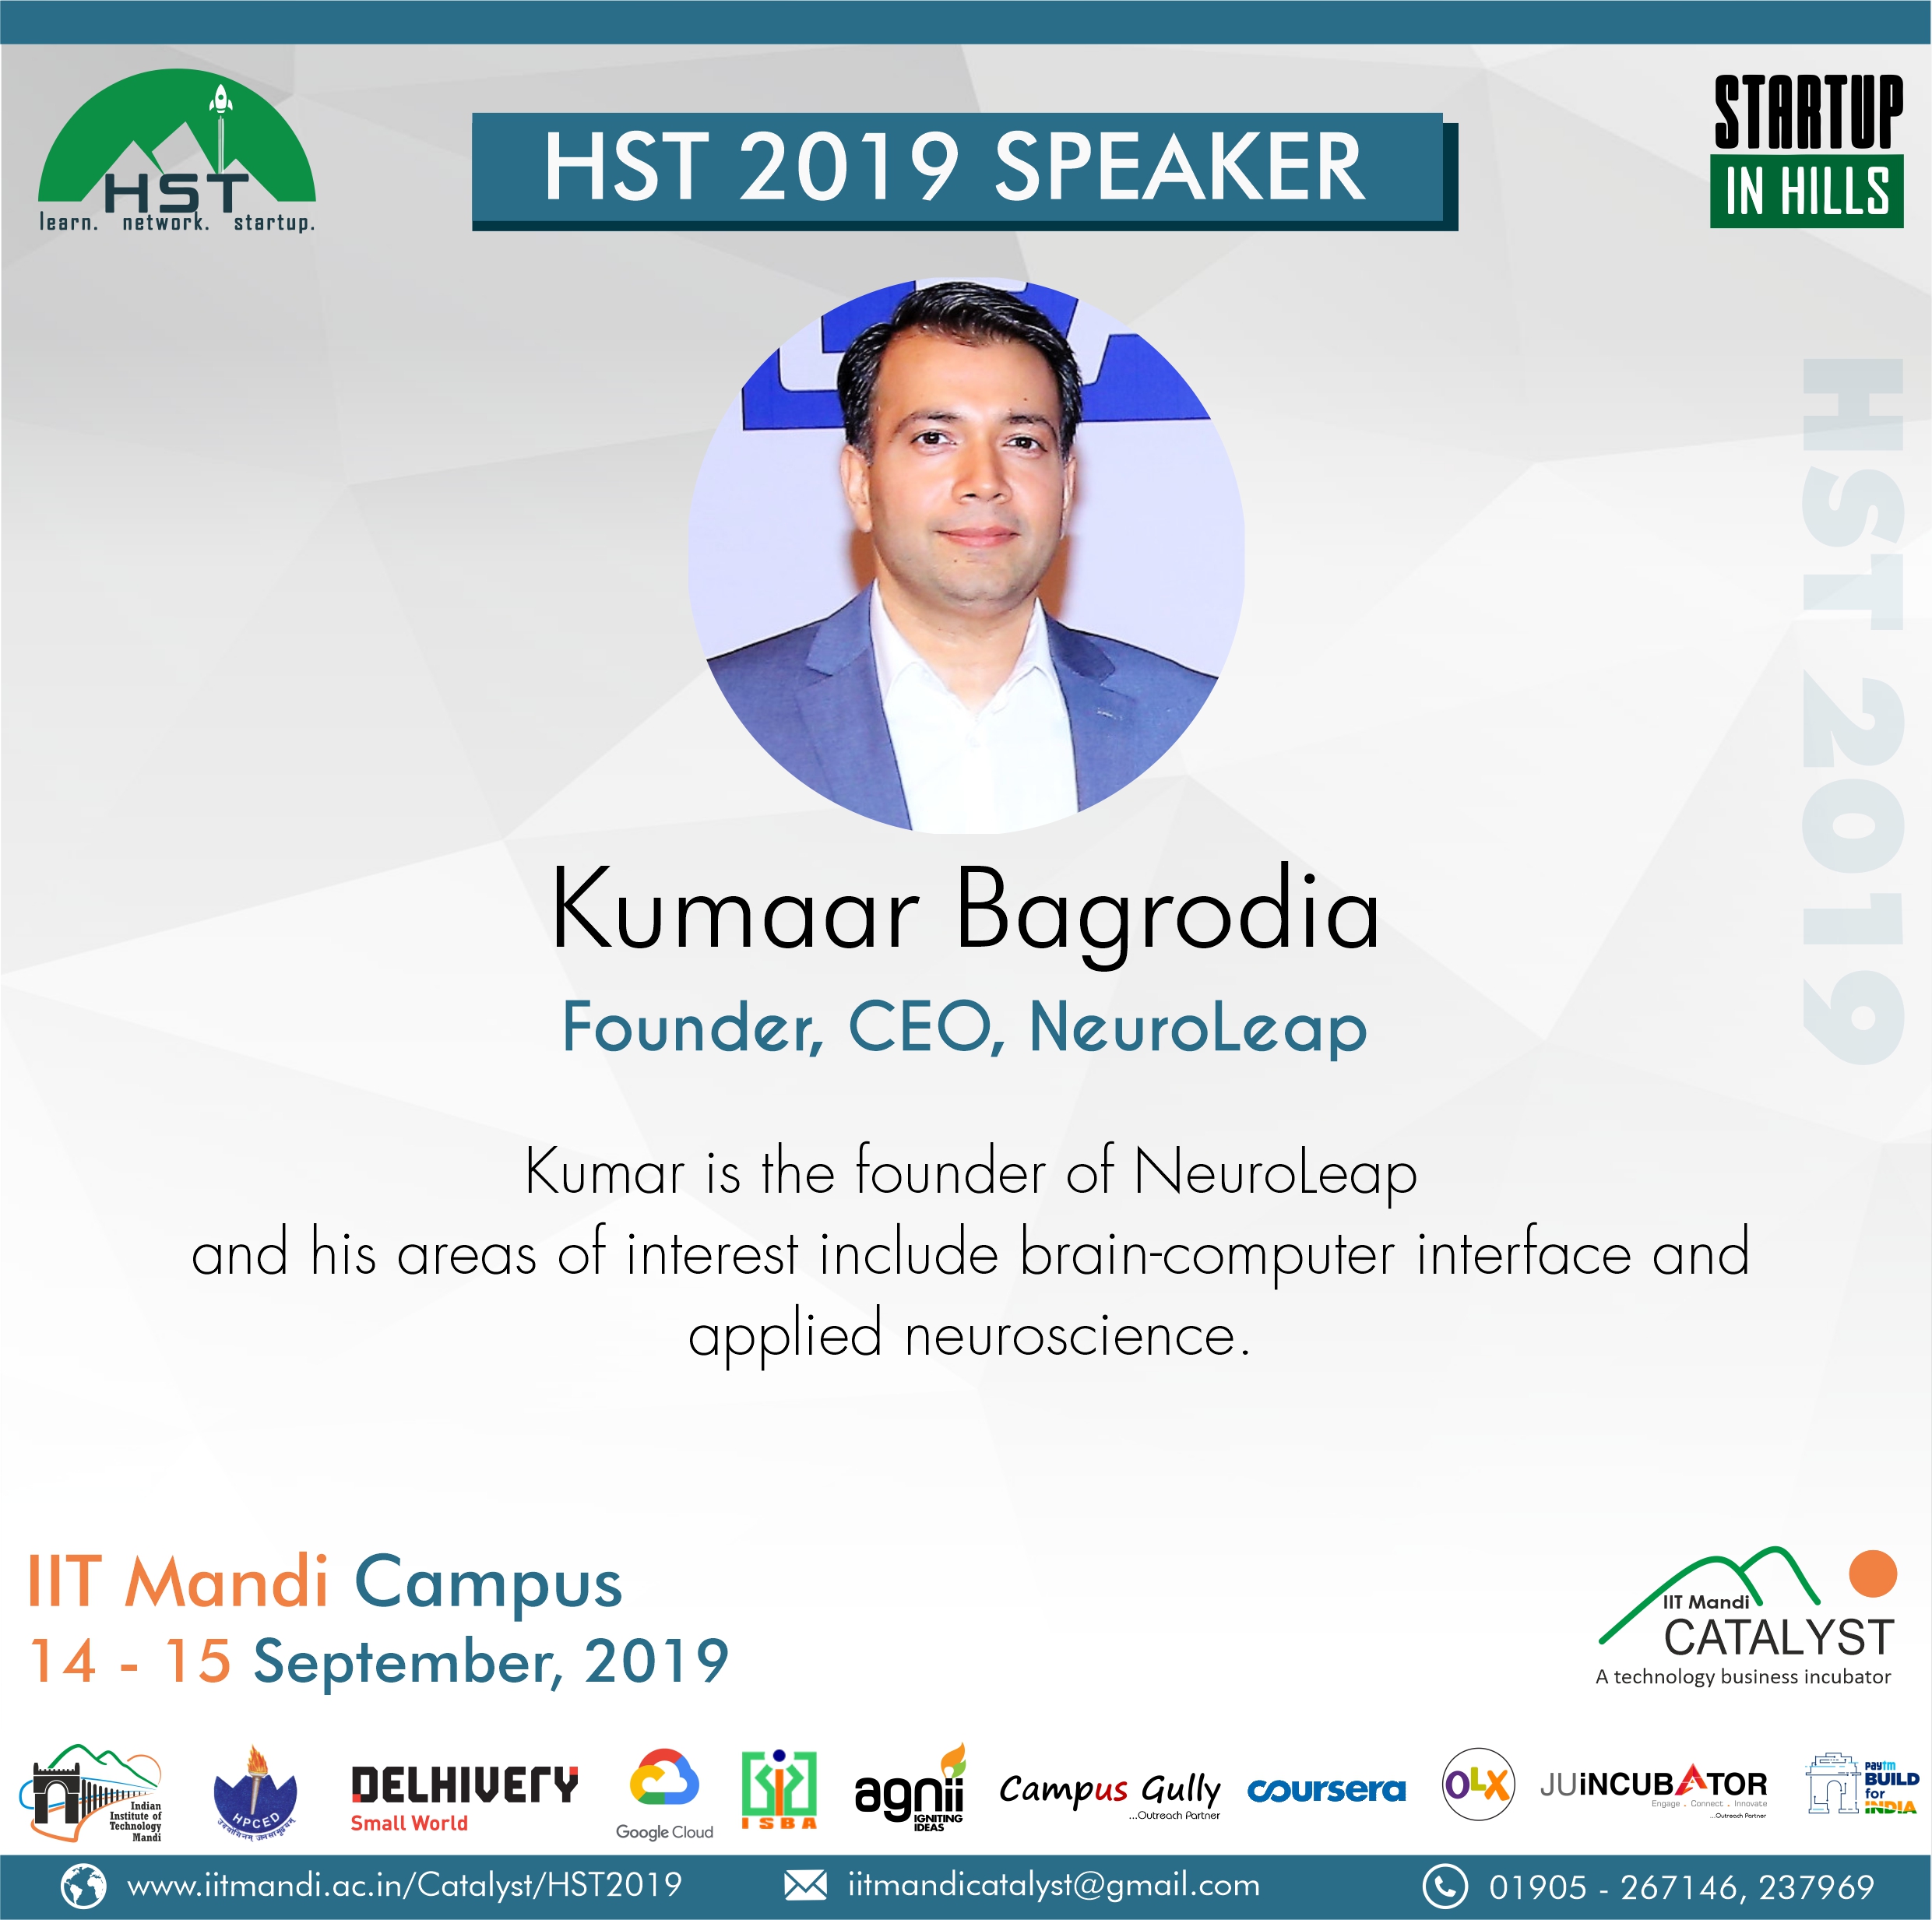 HST
learn. network. startup.
HST 2019 SPEAKER
STARTUP
IN HILLS
HST 2019
Kumaar Bagrodia
Founder, CEO, NeuroLeap
Kumar is the founder of NeuroLeap
and his areas of interest include brain-computer interface and
applied neuroscience.
IIT Mandi Campus
14 - 15 September, 2019
IIT Mandi
CATALYST
A technology business incubator
Indian
Institute of
Technology
Mandi
HPCED
DELHIVERY
Small World
Google Cloud
ISBA
agnii
IGNITING
IDEAS
Campus Gully
...Outreach Partner
coursera
OLX
JUiNCUBATOR
Engage . Connect . Innovate
...Outreach Partner
paytm
BUILD
for
INDIA
www.iitmandi.ac.in/Catalyst/HST2019
iitmandicatalyst@gmail.com
01905 - 267146, 237969